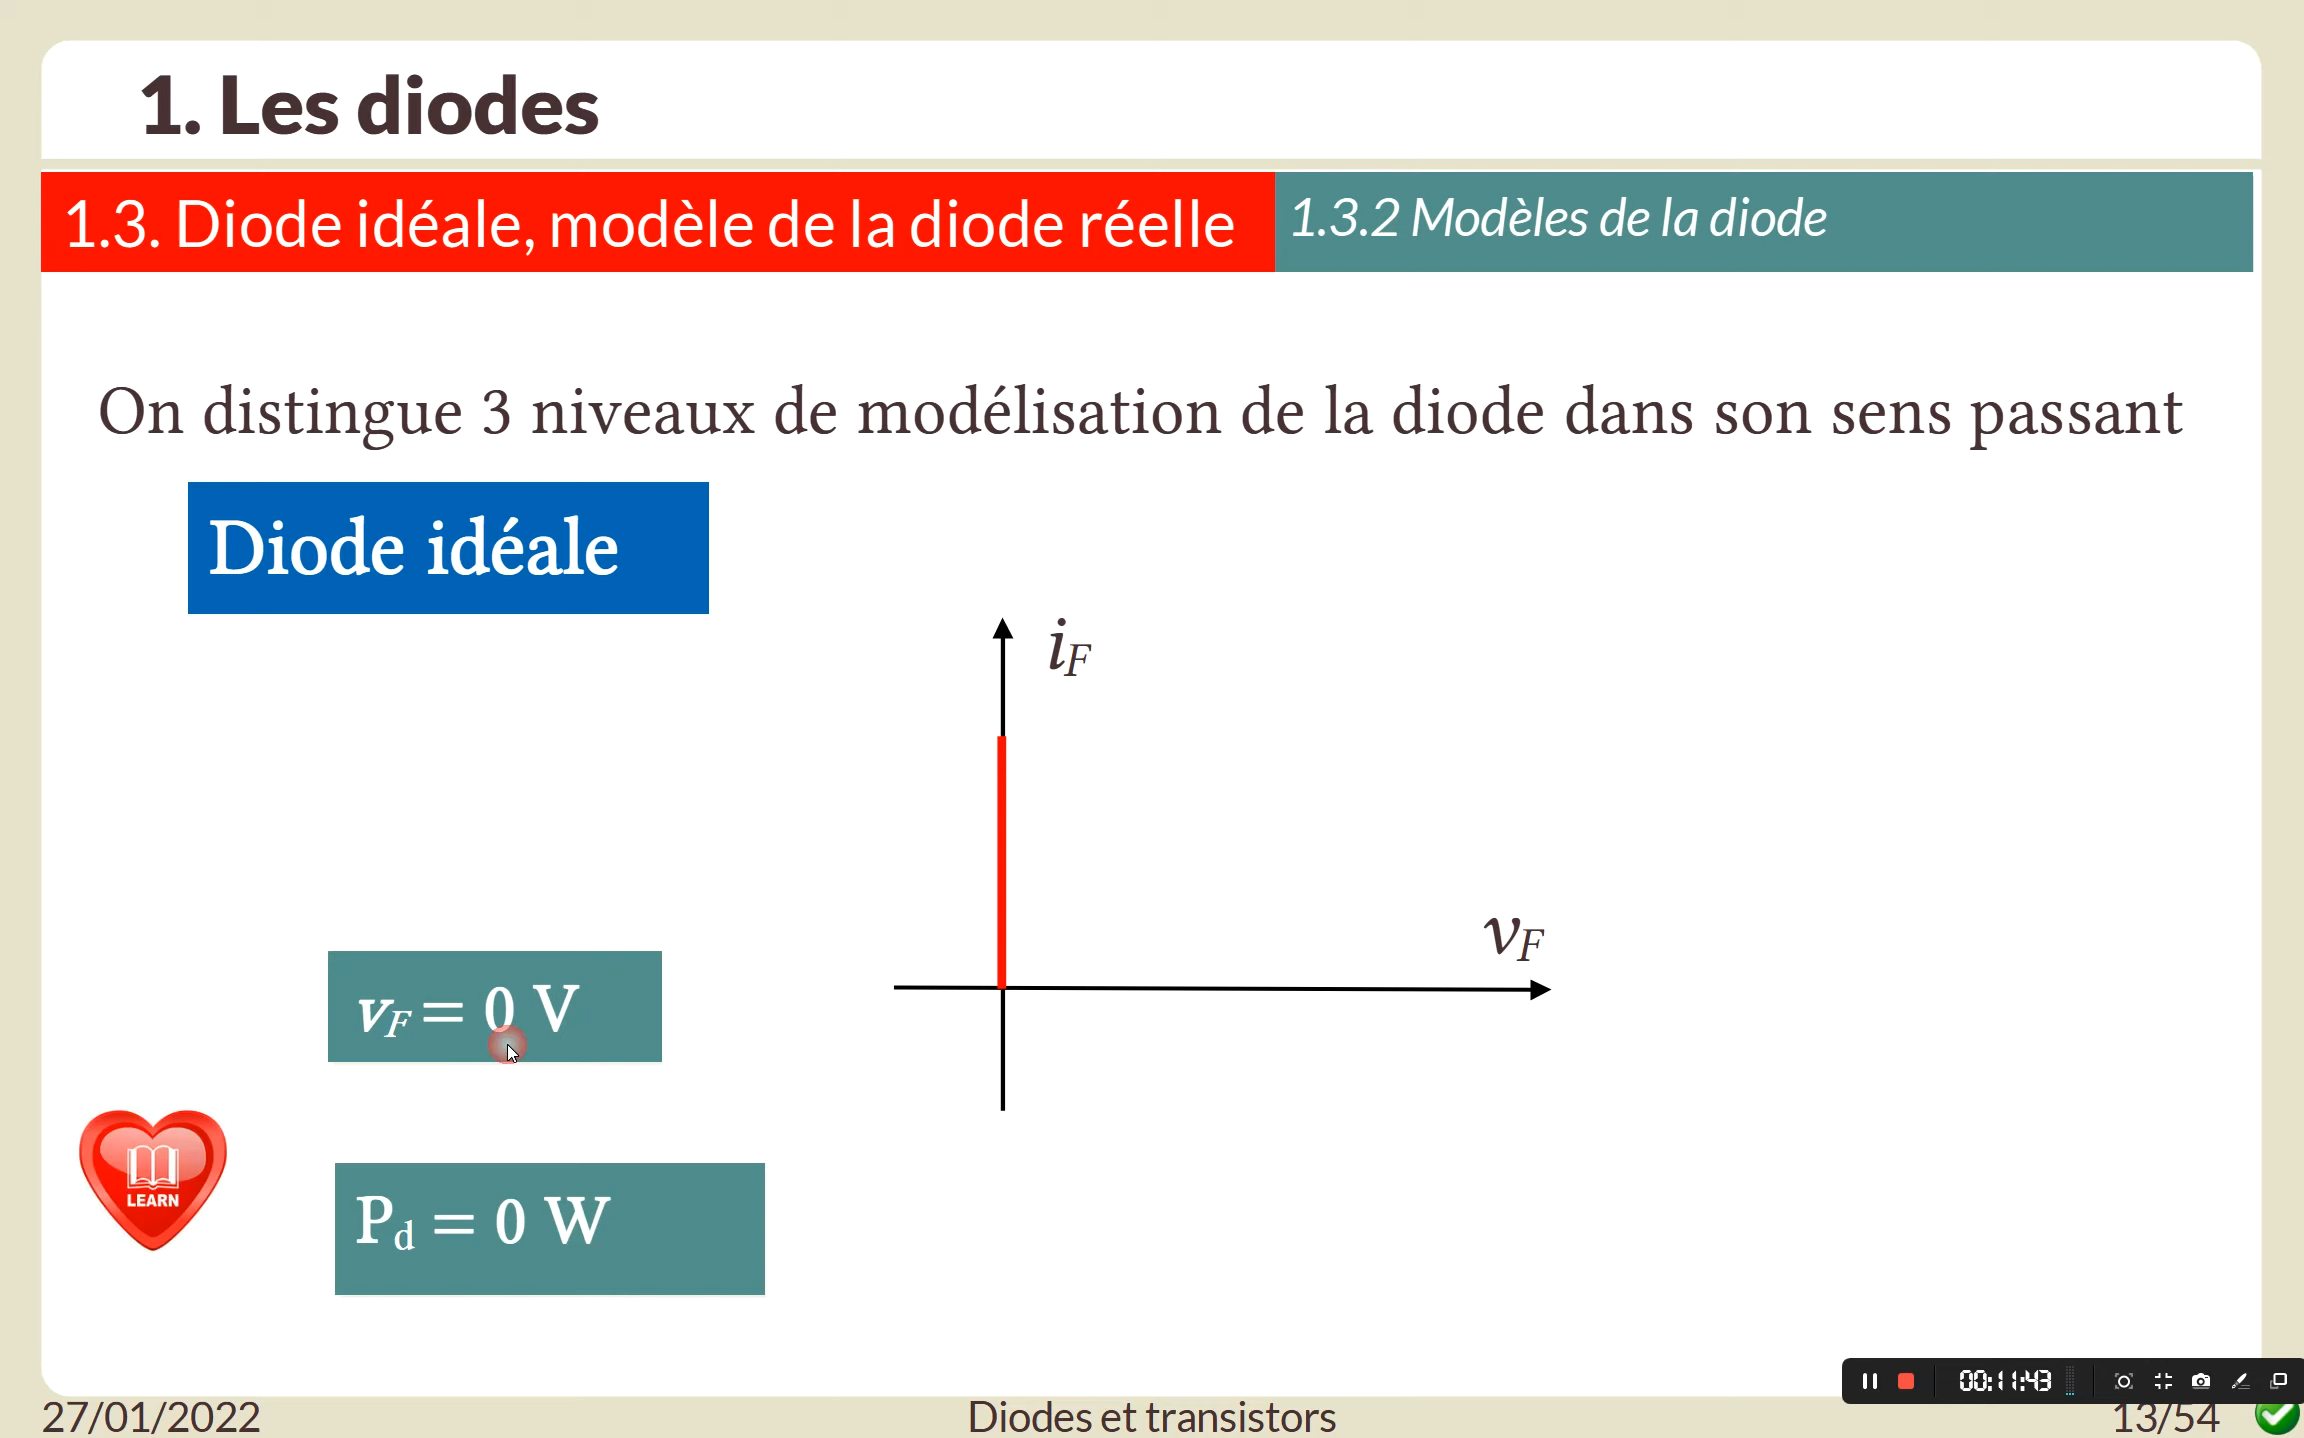 1. Les diodes
1.3. Diode idéale, modèle de la diode réelle
1.3.2 Modèles de la diode
On distingue 3 niveaux de modélisation de la diode dans son sens passant
Diode idéale
iF
vF
vF = 0 V
LEARN
Pd = 0 W
00:11:43
27/01/2022
Diodes et transistors
13/54